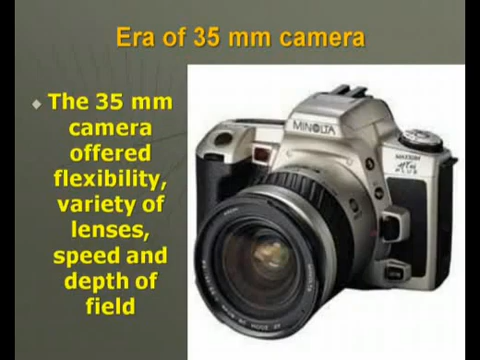 Era of 35 mm camera
The 35 mm
camera
offered
flexibility,
variety of
lenses,
speed and
depth of
field
MINOLTA
MAXXUM